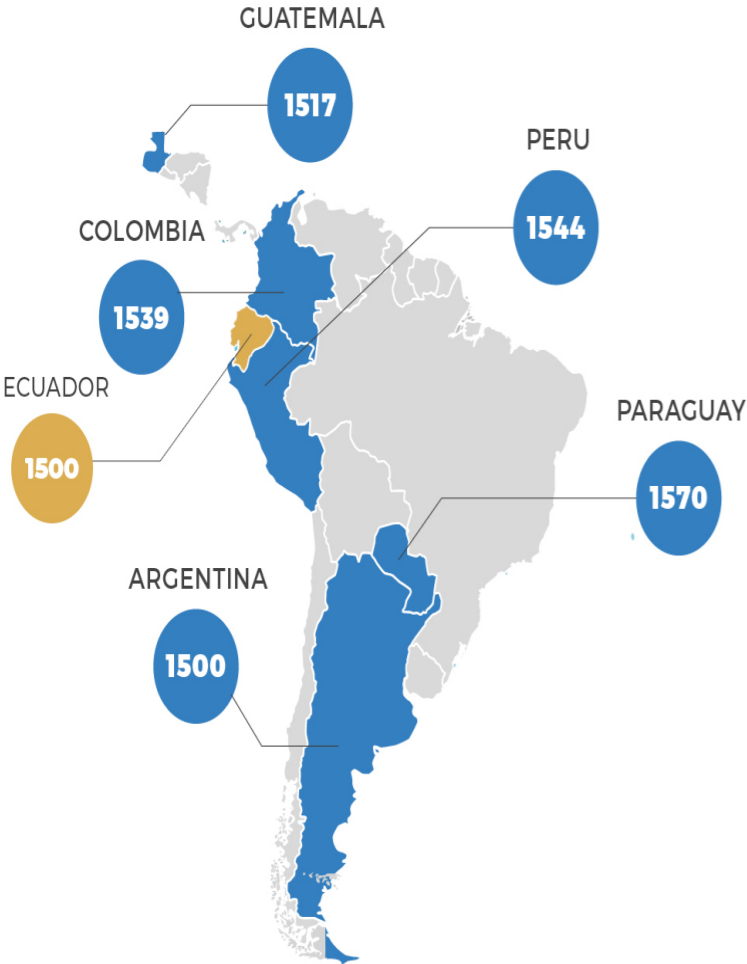 GUATEMALA
1517
PERU
1544
COLOMBIA
1539
ECUADOR
1500
PARAGUAY
1570
ARGENTINA
1500